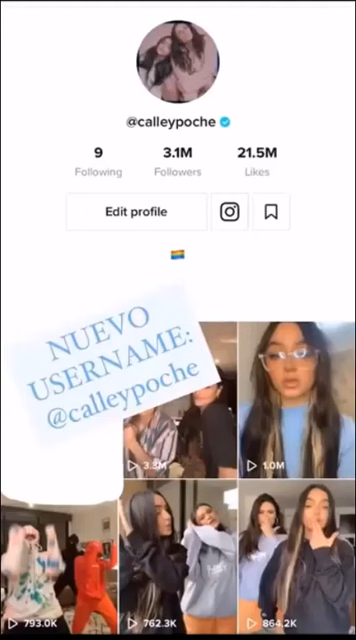 @calleypoche
9 3.1M 21.5M
Following Followers Likes
Edit profile
NUEVO
USERNAME:
@calleypoche
3.3M 1.0M
793.0K 762.3K 864.2K